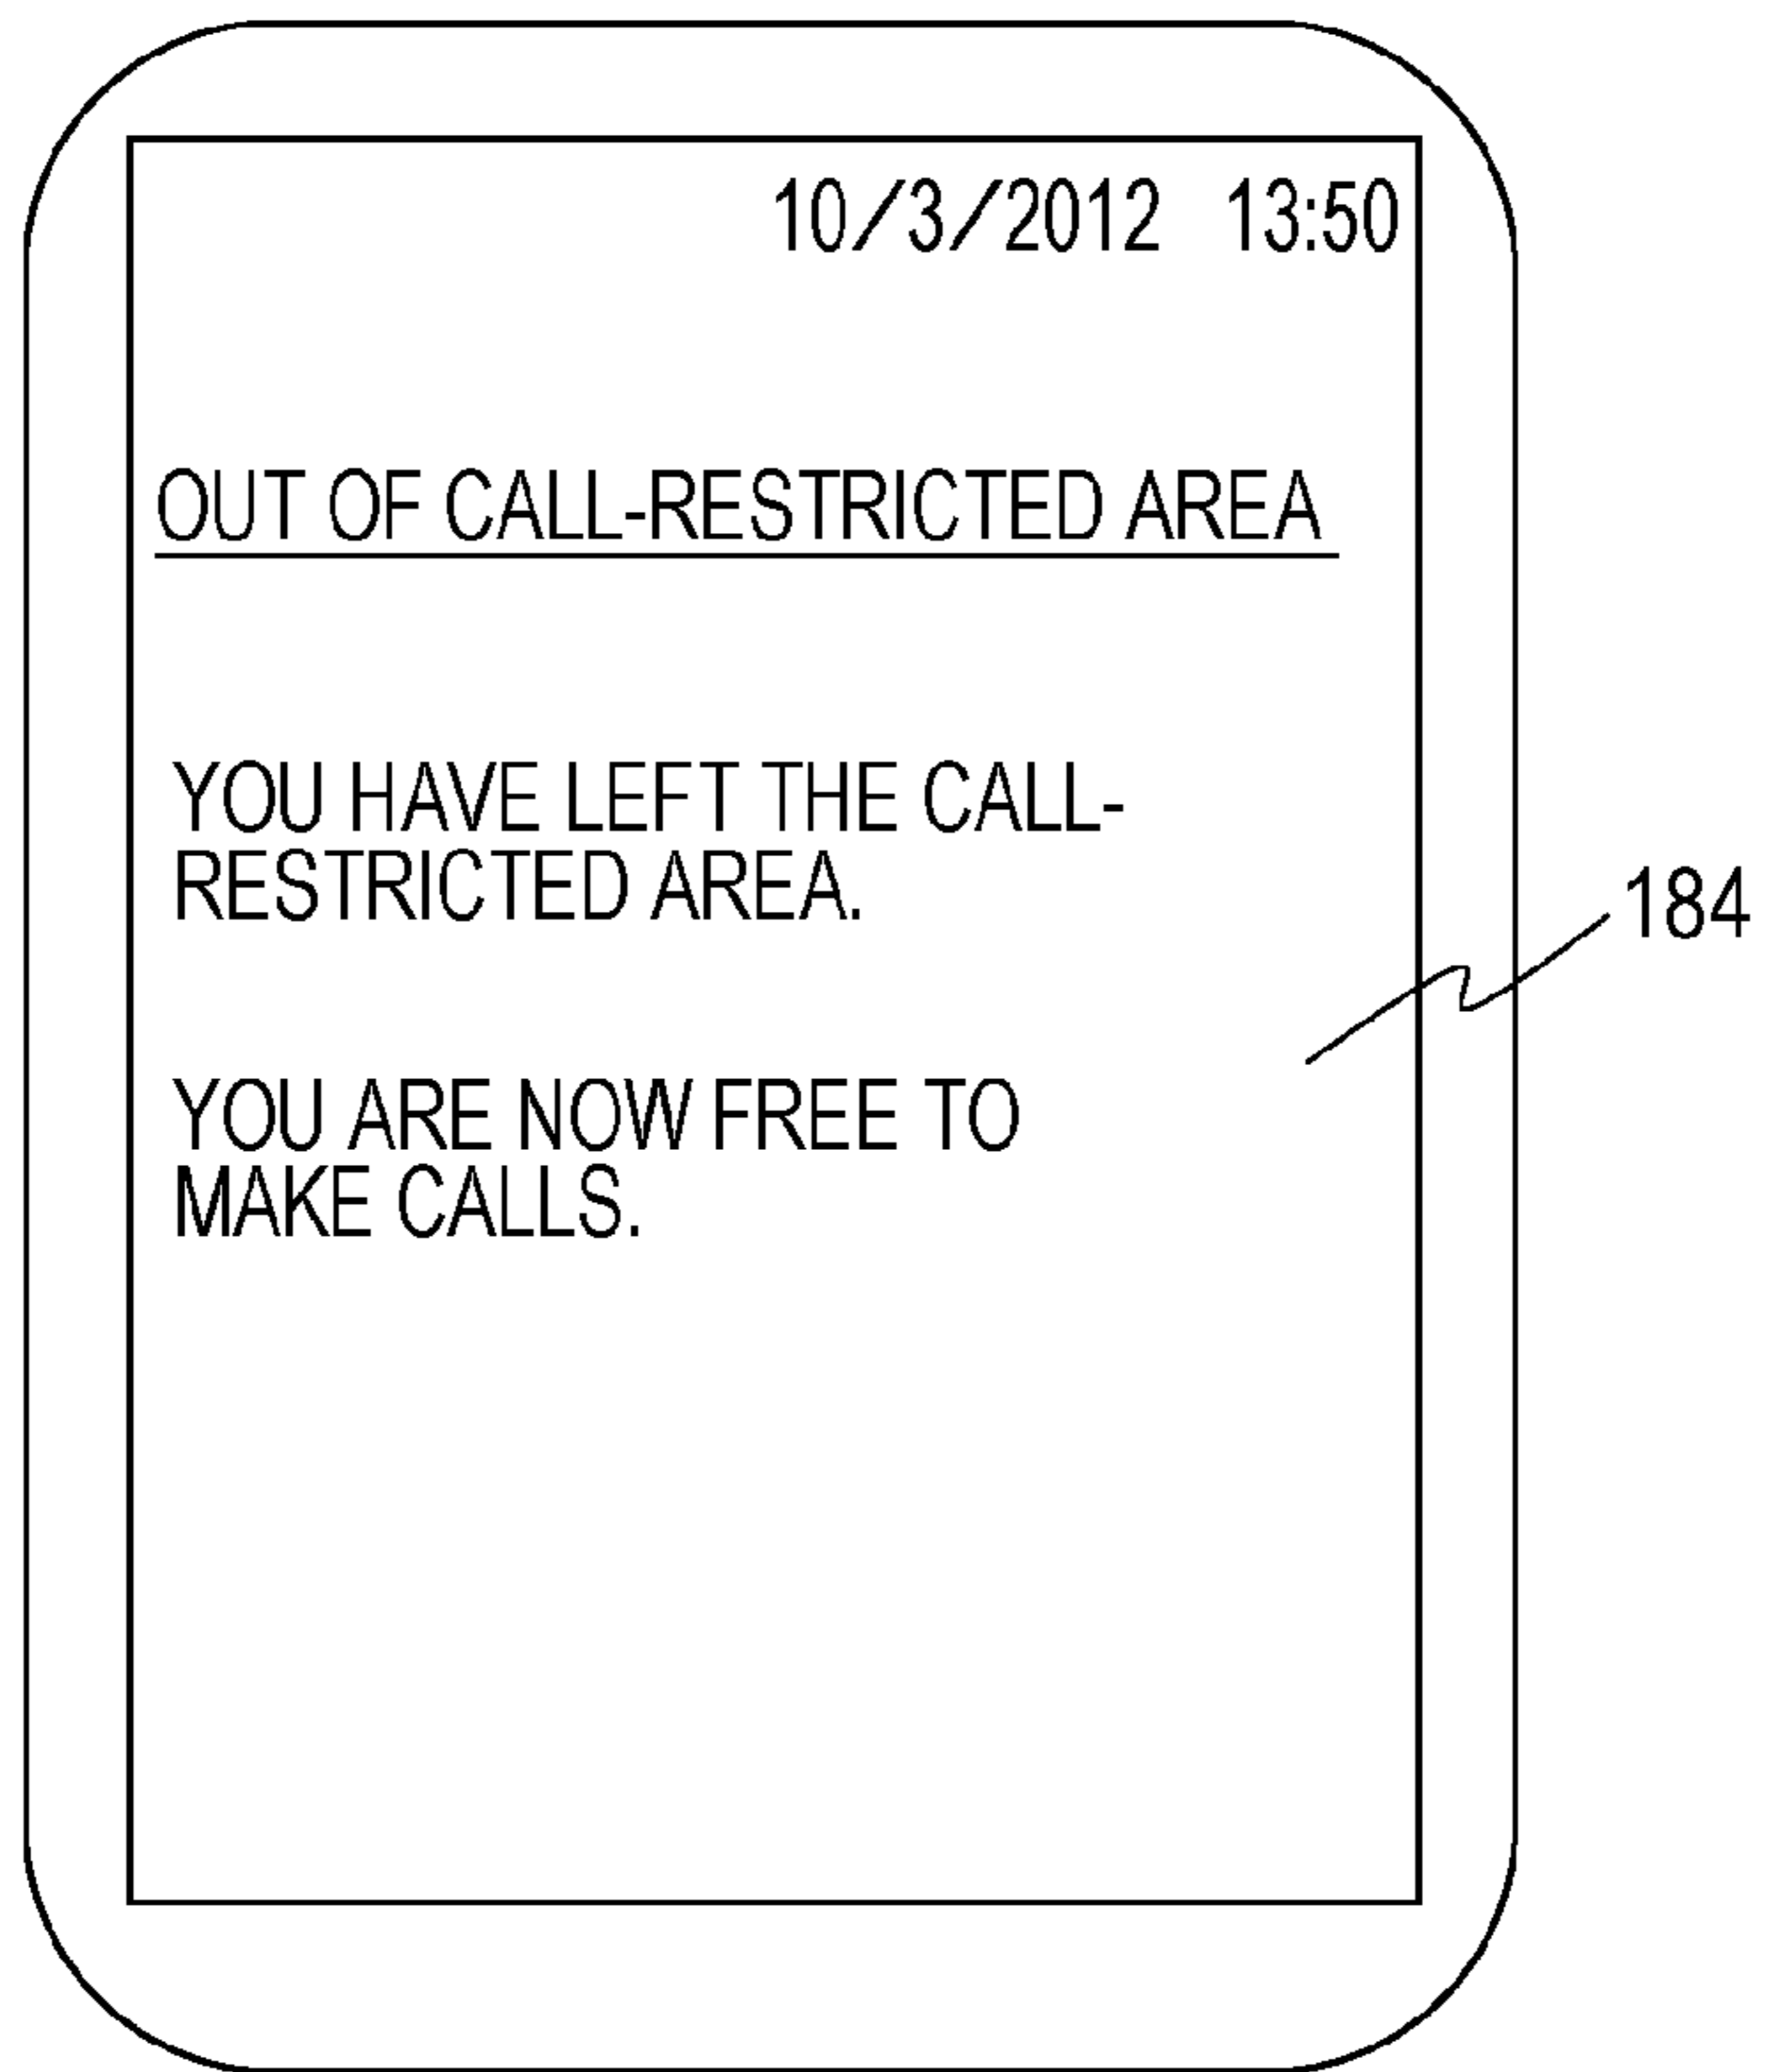 10/3/2012 13:50
OUT OF CALL-RESTRICTED AREA
YOU HAVE LEFT THE CALL-
RESTRICTED AREA.
184
YOU ARE NOW FREE TO
MAKE CALLS.